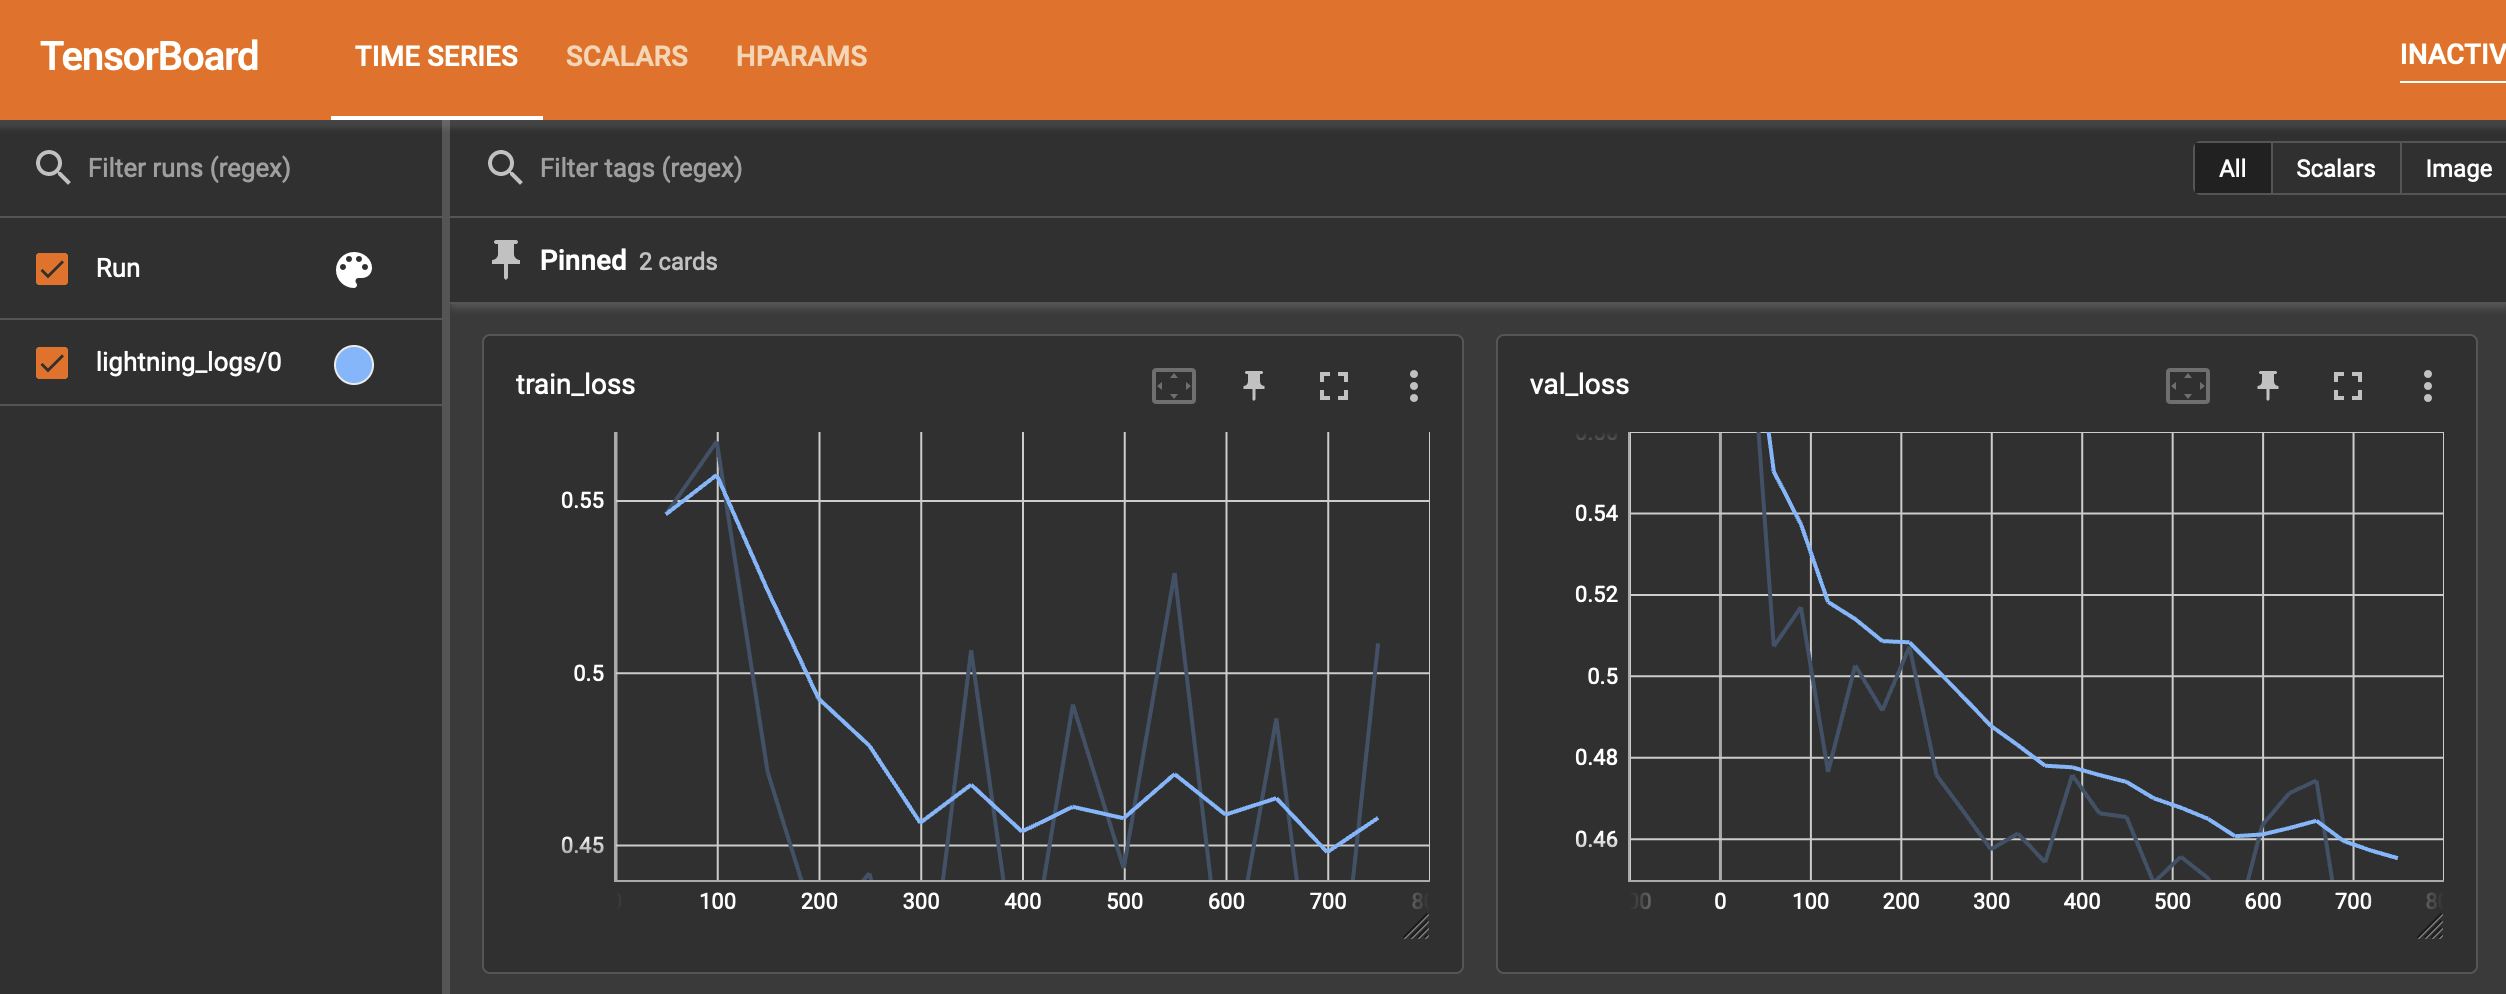 TensorBoard
TIME SERIES SCALARS HPARAMS
INACTIV
Filter runs (regex)
Filter tags (regex)
All Scalars Image
Run
Pinned 2 cards
lightning_logs/0
train_loss
0.55
0.5
0.45
100 200 300 400 500 600 700
val_loss
0.54
0.52
0.5
0.48
0.46
0 100 200 300 400 500 600 700